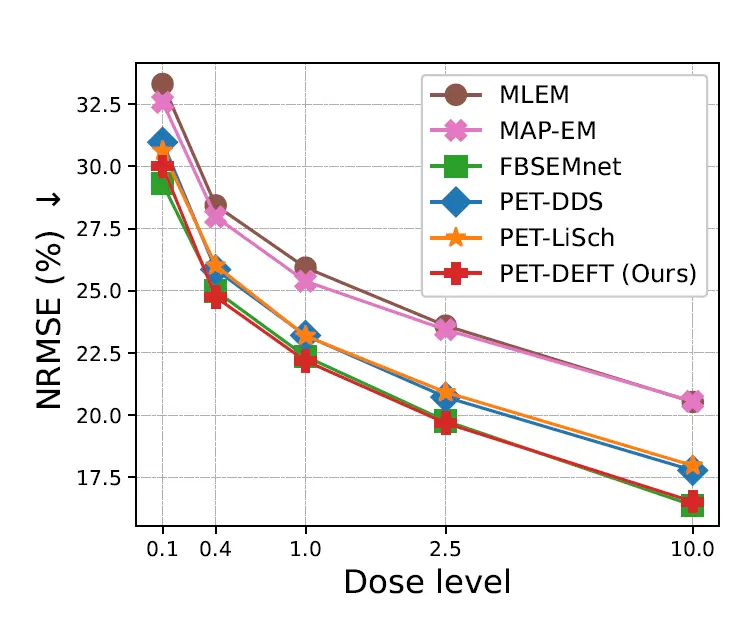 NRMSE (%) ↓
32.5
30.0
27.5
25.0
22.5
20.0
17.5
MLEM
MAP-EM
FBSEMnet
PET-DDS
PET-LiSch
PET-DEFT (Ours)
0.1 0.4 1.0 2.5 10.0
Dose level